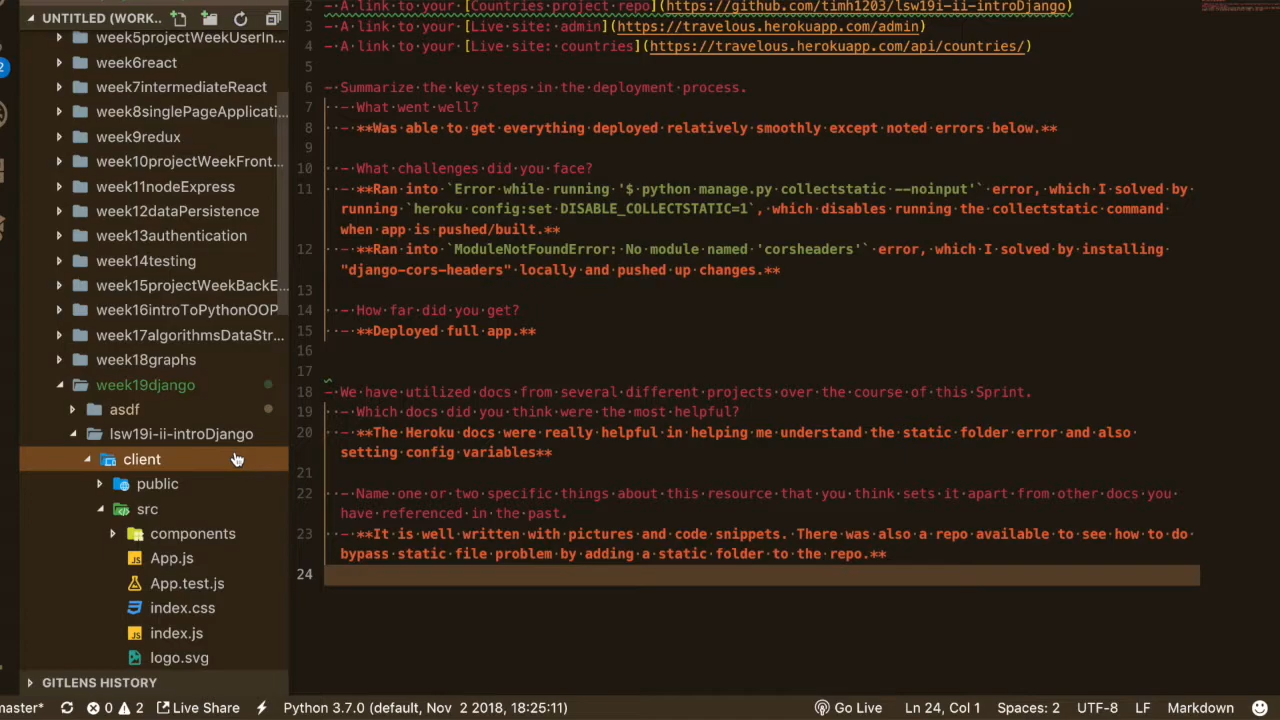 UNTITLED (WORK...
week5projectWeekUserIn...
week6react
week7intermediateReact
week8singlePageApplicati...
week9redux
week10projectWeekFront...
week11nodeExpress
week12dataPersistence
week13authentication
week14testing
week15projectWeekBackE...
week16introToPythonOOP
week17algorithmsDataStr...
week18graphs
week19django
asdf
lsw19i-ii-introDjango
client
public
src
components
App.js
App.test.js
index.css
index.js
logo.svg
GITLENS HISTORY
2 - A link to your [Countries project repo](https://github.com/timh1203/lsw19i-ii-introDjango)
3 - A link to your [Live site: admin](https://travelous.herokuapp.com/admin)
4 - A link to your [Live site: countries](https://travelous.herokuapp.com/api/countries/)
5
6 - Summarize the key steps in the deployment process.
7 - What went well?
8 - **Was able to get everything deployed relatively smoothly except noted errors below.**
9
10 - What challenges did you face?
11 - **Ran into `Error while running '$ python manage.py collectstatic --noinput'` error, which I solved by
running `heroku config:set DISABLE_COLLECTSTATIC=1`, which disables running the collectstatic command
when app is pushed/built.**
12 - **Ran into `ModuleNotFoundError: No module named 'corsheaders'` error, which I solved by installing
"django-cors-headers" locally and pushed up changes.**
13
14 - How far did you get?
15 - **Deployed full app.**
16
17
18 - We have utilized docs from several different projects over the course of this Sprint.
19 - Which docs did you think were the most helpful?
20 - **The Heroku docs were really helpful in helping me understand the static folder error and also
setting config variables**
21
22 - Name one or two specific things about this resource that you think sets it apart from other docs you
have referenced in the past.
23 - **It is well written with pictures and code snippets. There was also a repo available to see how to do
bypass static file problem by adding a static folder to the repo.**
24
master* 0 2 Live Share Python 3.7.0 (default, Nov 2 2018, 18:25:11) Go Live Ln 24, Col 1 Spaces: 2 UTF-8 LF Markdown